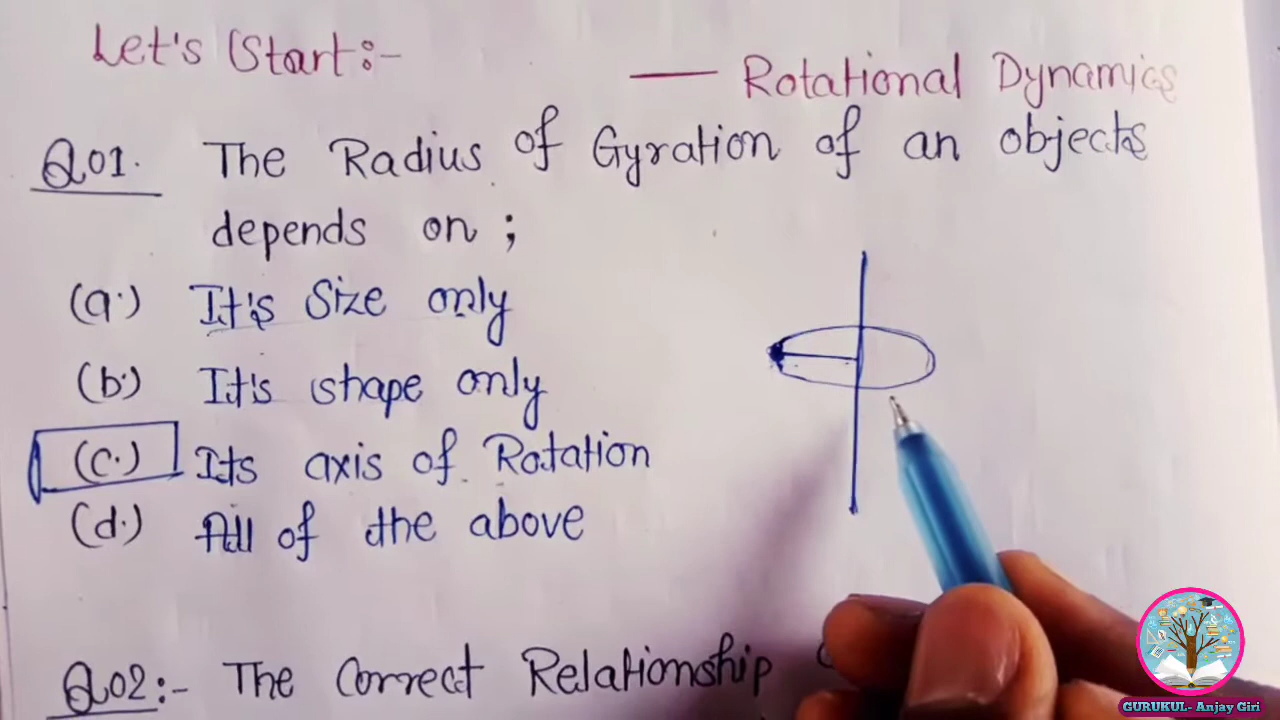 Let's Start:-
— Rotational Dynamics
Q01. The Radius of Gyration of an objects
depends on ;
(a.) It's Size only
(b.) It's shape only
(c.) Its axis of Rotation
(d.) All of the above
Q02:- The Correct Relationship
GURUKUL- Anjay Giri